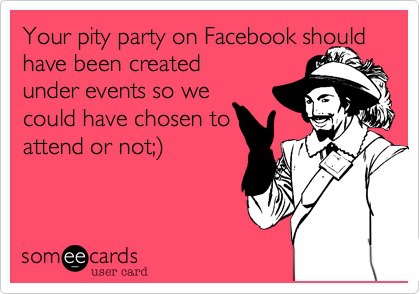 Your pity party on Facebook should
have been created
under events so we
could have chosen to
attend or not;)
someecards
user card